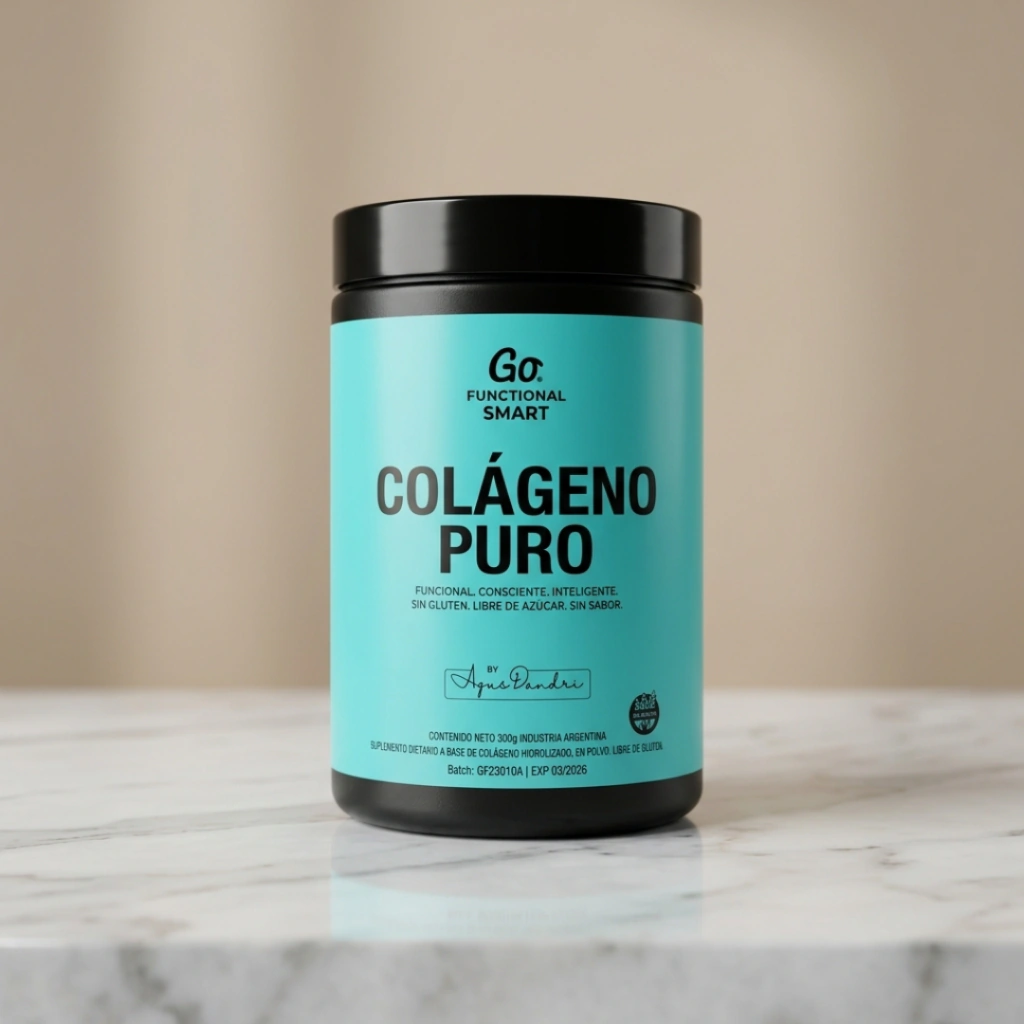 Go
FUNCTIONAL
SMART
COLÁGENO
PURO
FUNCIONAL. CONSCIENTE. INTELIGENTE.
SIN GLUTEN. LIBRE DE AZÚCAR. SIN SABOR.
BY
Agus Dandri
CONTENIDO NETO 300g INDUSTRIA ARGENTINA
SUPLEMENTO DIETARIO A BASE DE COLÁGENO HIOROLIZADO, EN POLVO. LIBRE DE GLUTEN.
Batch: GF23010A | EXP 03/2026